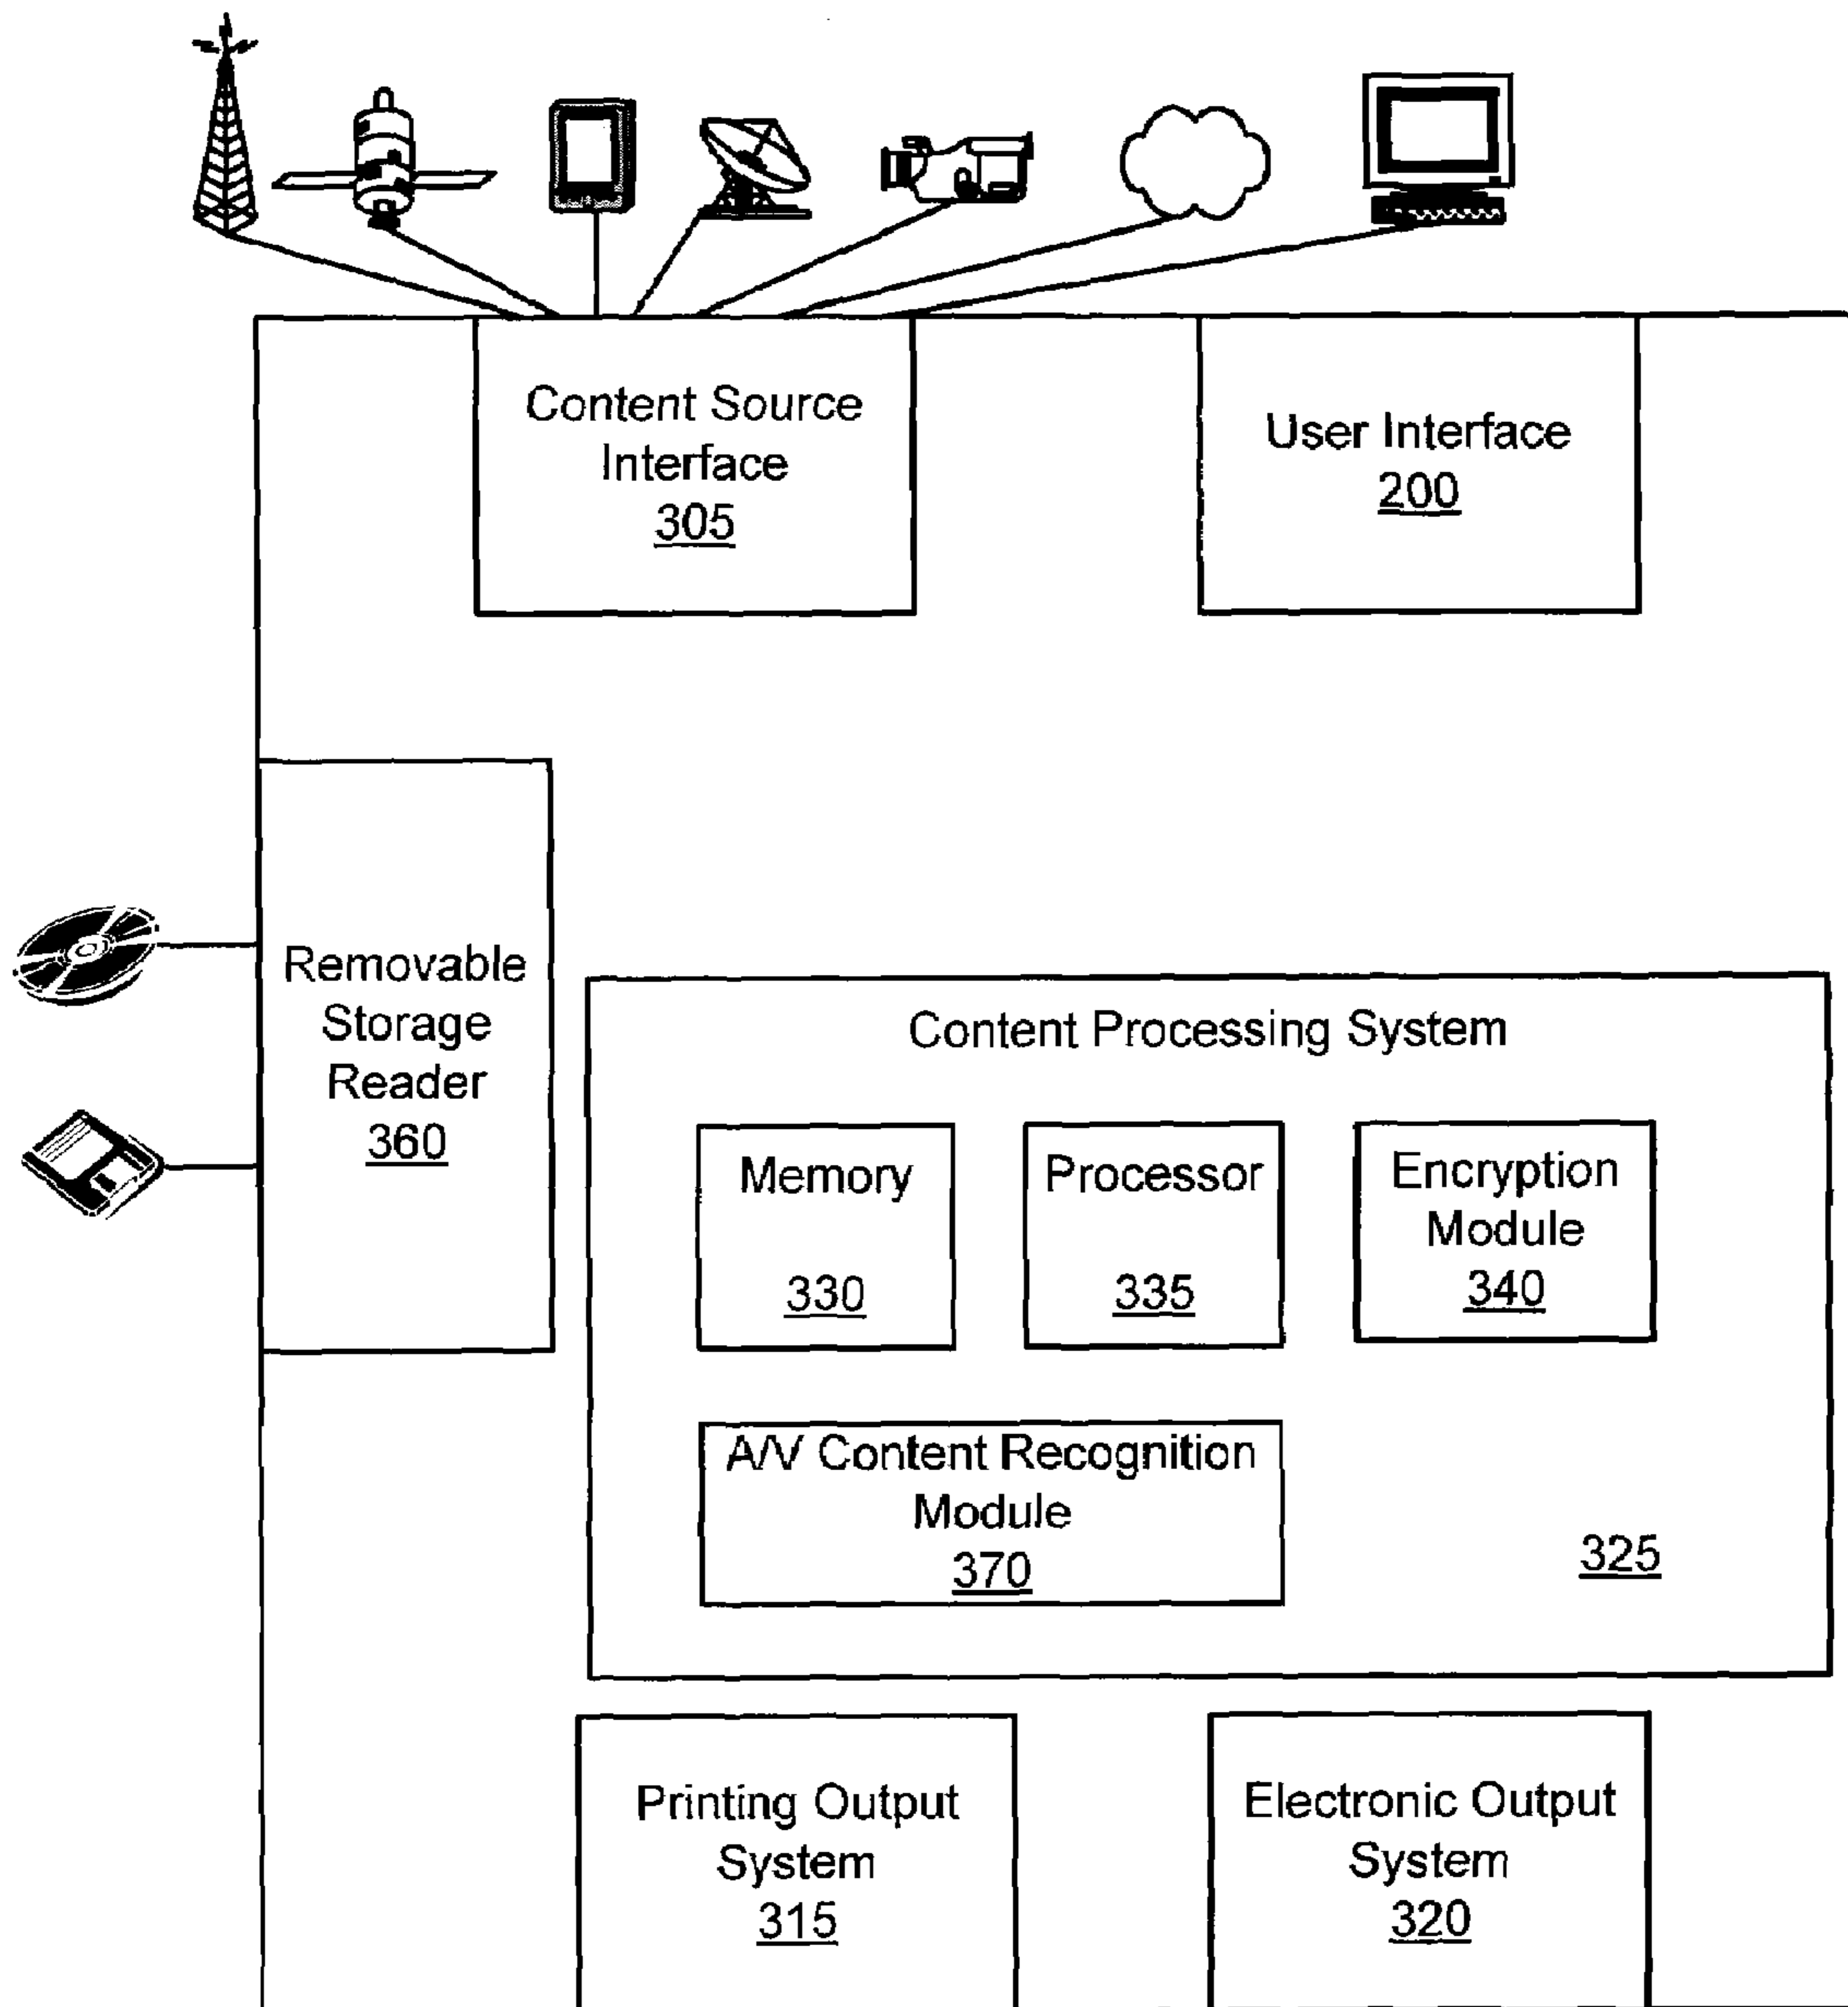 Content Source
Interface
305
User Interface
200
Removable
Storage
Reader
360
Content Processing System
Memory
330
Processor
335
Encryption
Module
340
A/V Content Recognition
Module
370
325
Printing Output
System
315
Electronic Output
System
320